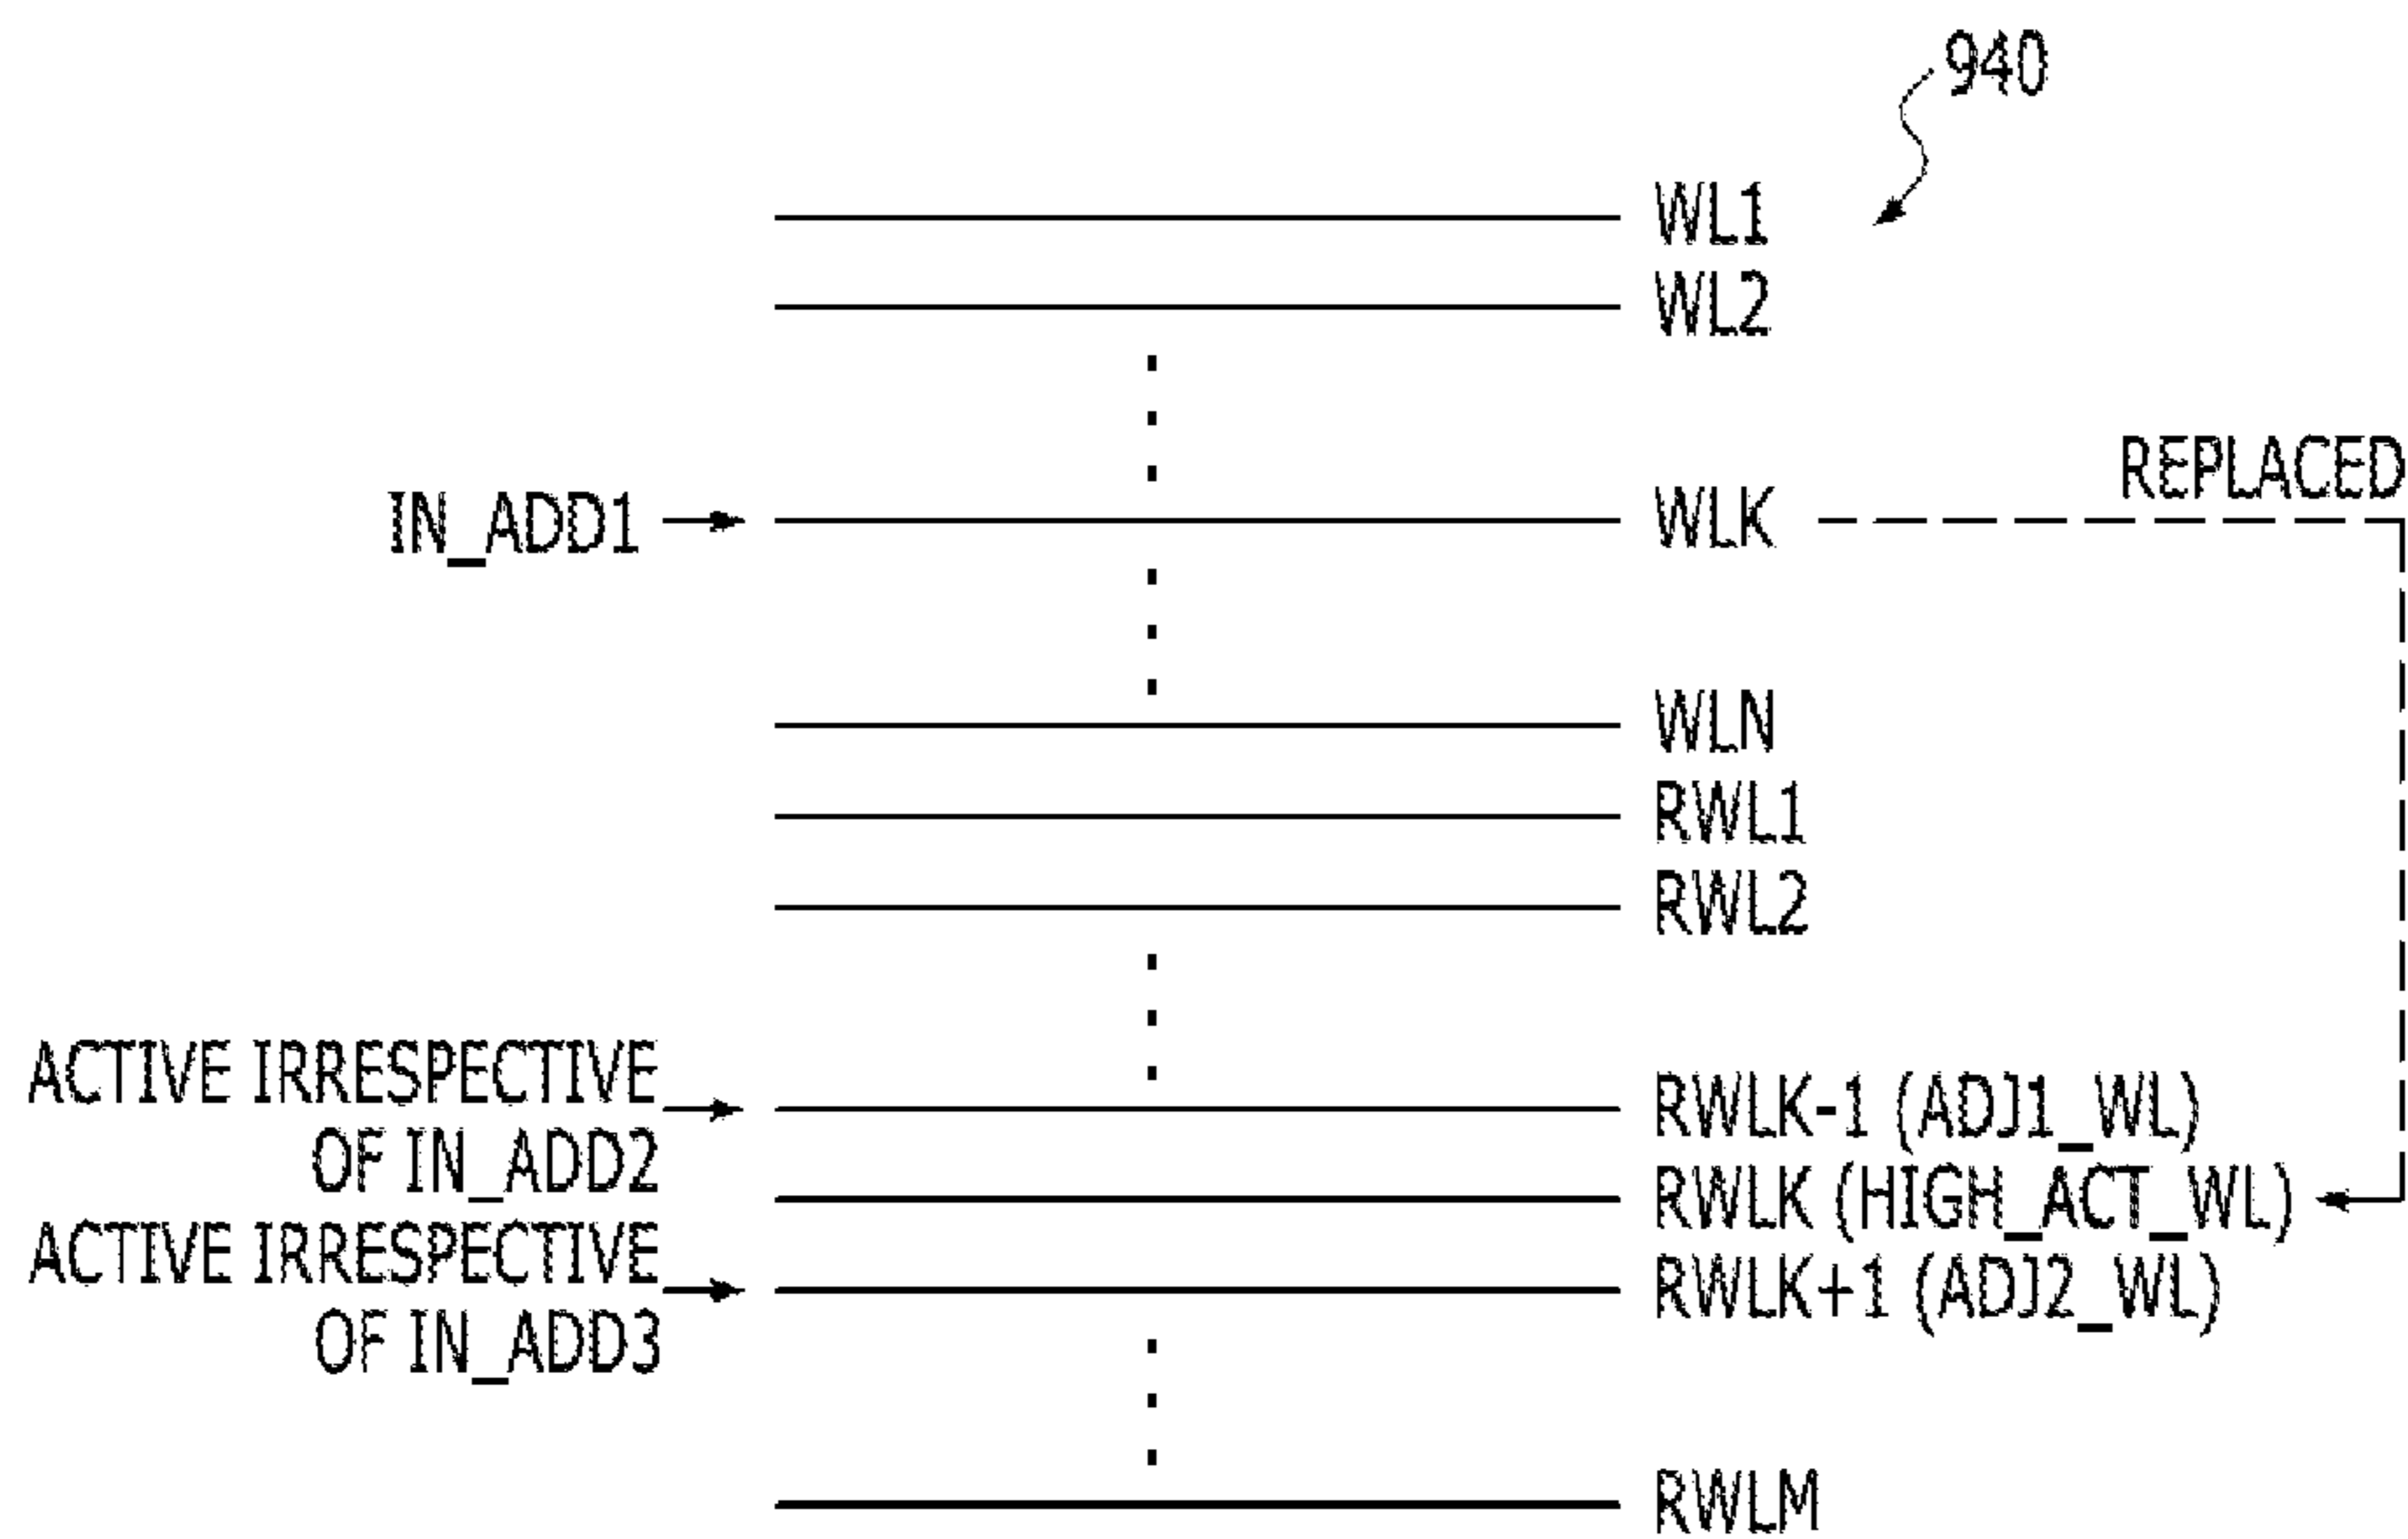 940
WL1
WL2
REPLACED
IN_ADD1
WLK
WLN
RWL1
RWL2
ACTIVE IRRESPECTIVE
OF IN_ADD2
RWLK-1 (ADJ1_WL)
RWLK (HIGH_ACT_WL)
ACTIVE IRRESPECTIVE
OF IN_ADD3
RWLK+1 (ADJ2_WL)
RWLM